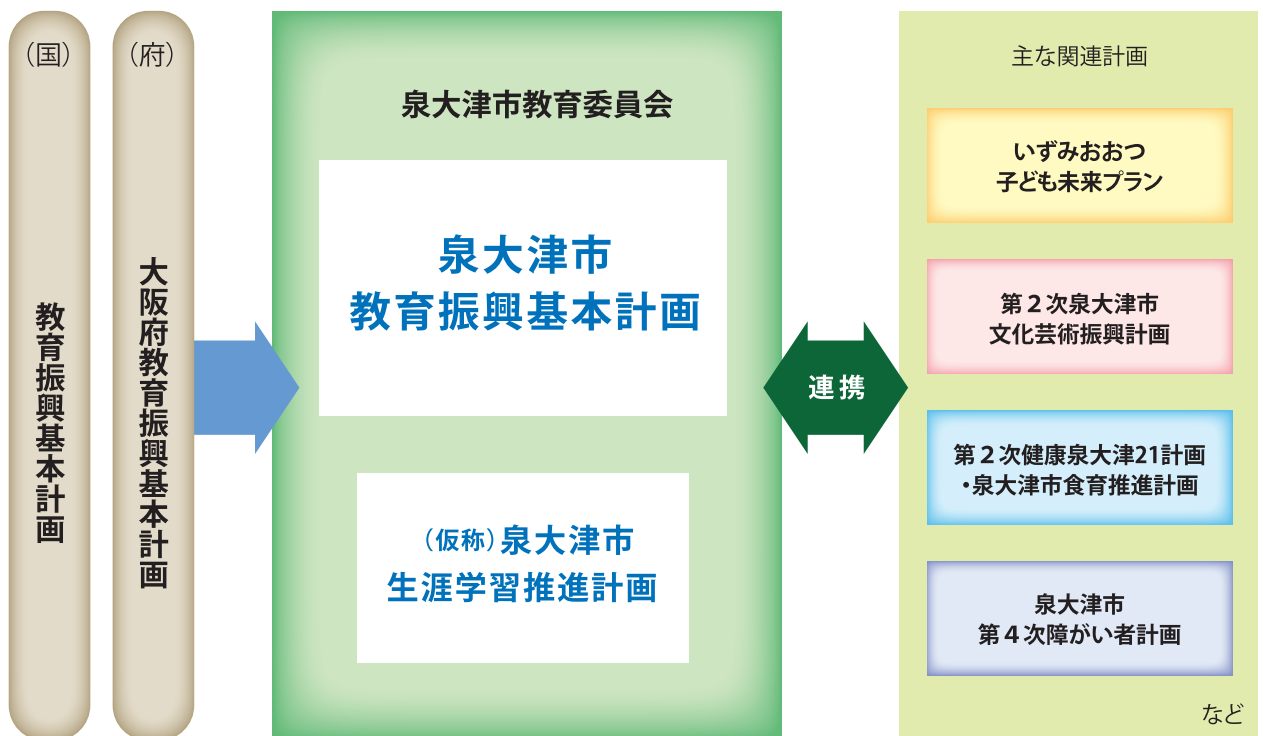 （国）
教育振興基本計画
（府）
大阪府教育振興基本計画
泉大津市教育委員会
泉大津市
教育振興基本計画
（仮称）泉大津市
生涯学習推進計画
連携
主な関連計画
いずみおおつ
子ども未来プラン
第２次泉大津市
文化芸術振興計画
第２次健康泉大津21計画
・泉大津市食育推進計画
泉大津市
第４次障がい者計画
など